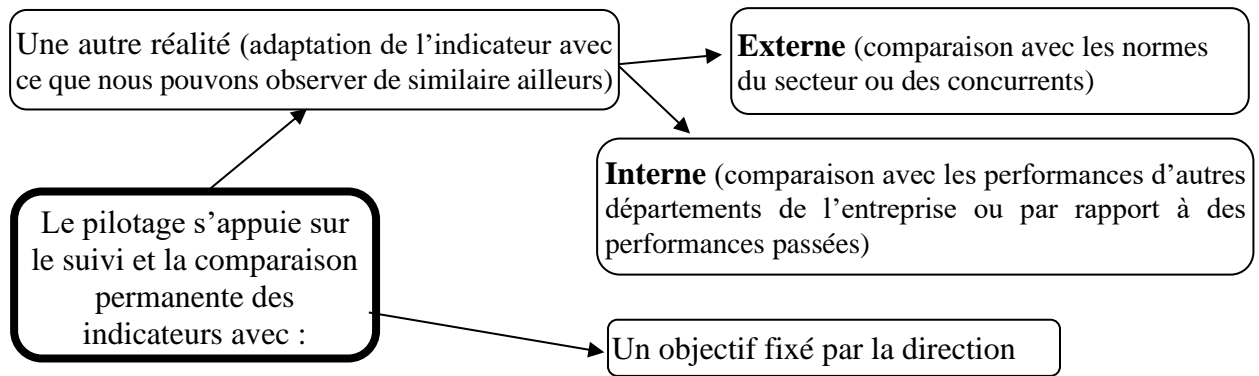 Une autre réalité (adaptation de l’indicateur avec
ce que nous pouvons observer de similaire ailleurs)
Externe (comparaison avec les normes
du secteur ou des concurrents)
Interne (comparaison avec les performances d’autres
départements de l’entreprise ou par rapport à des
performances passées)
Le pilotage s’appuie sur
le suivi et la comparaison
permanente des
indicateurs avec :
Un objectif fixé par la direction